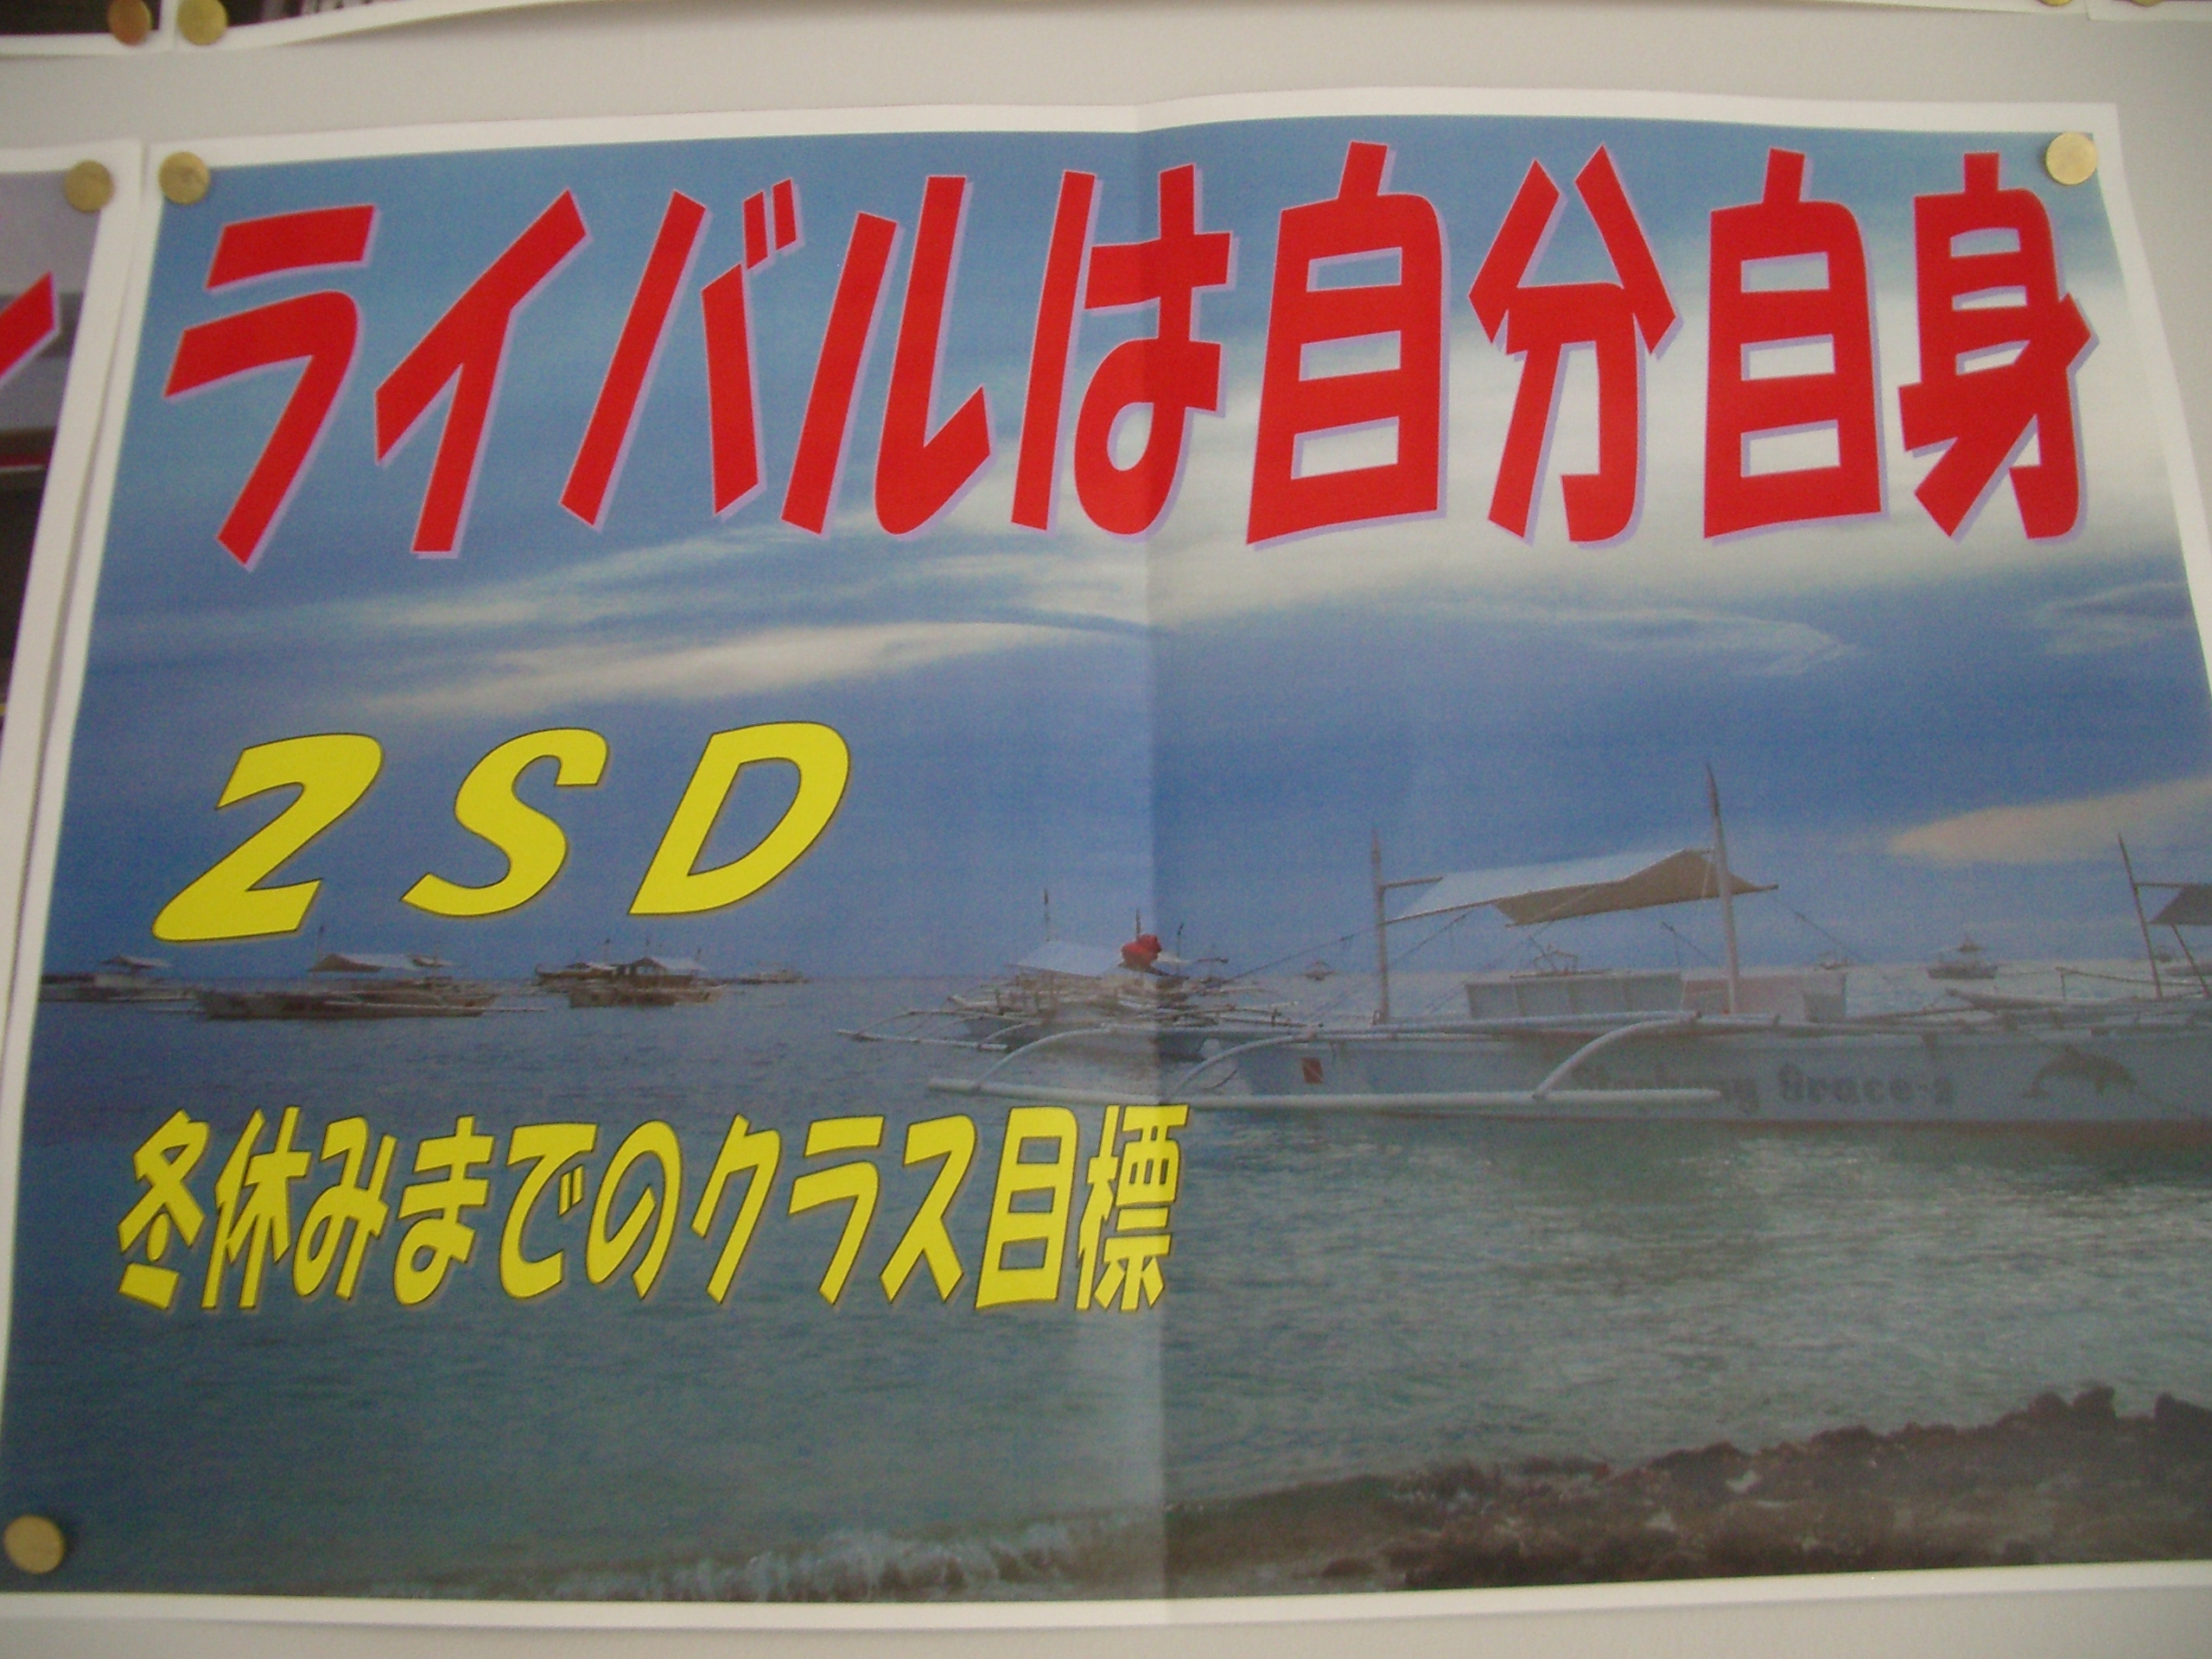 ライバルは自分自身
2SD
冬休みまでのクラス目標